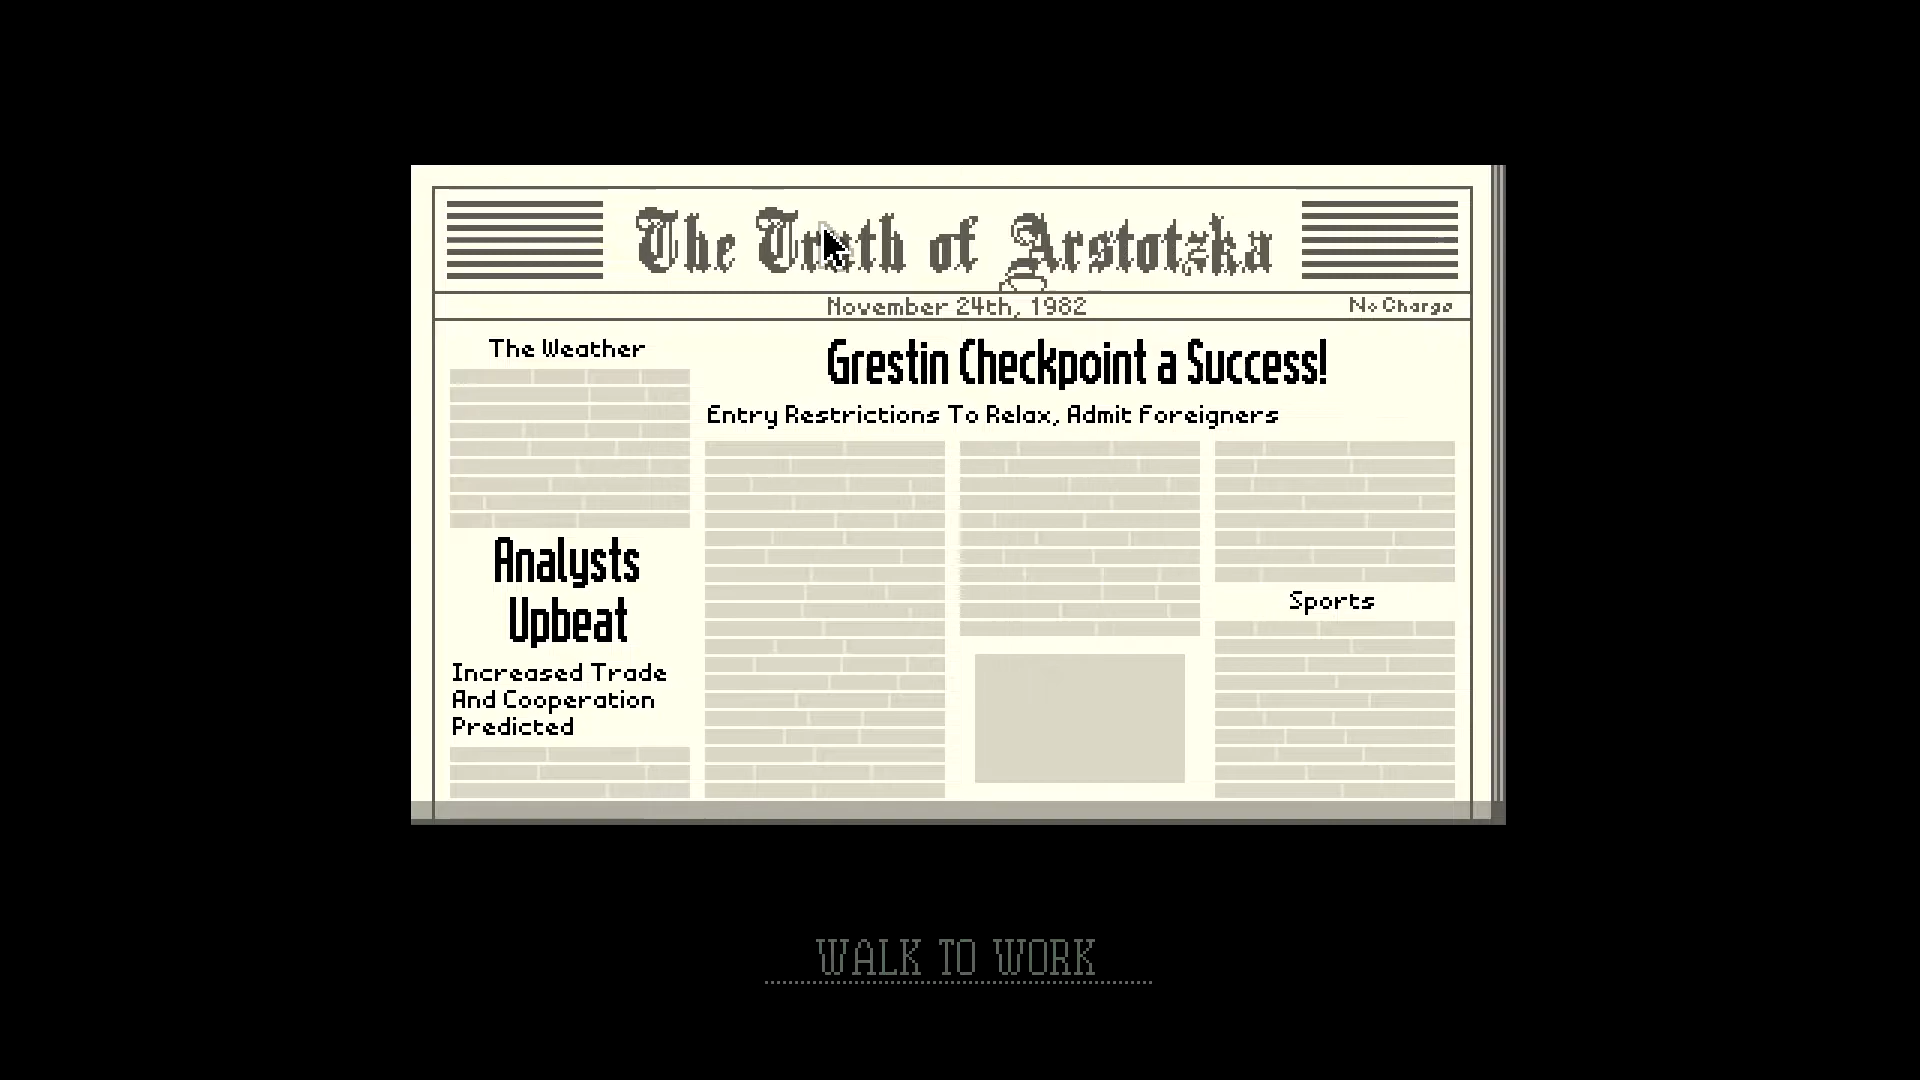 The Truth of Arstotzka
November 24th, 1982
No Charge
The Weather
Analysts
Upbeat
Increased Trade
And Cooperation
Predicted
Grestin Checkpoint a Success!
Entry Restrictions To Relax, Admit Foreigners
Sports
WALK TO WORK